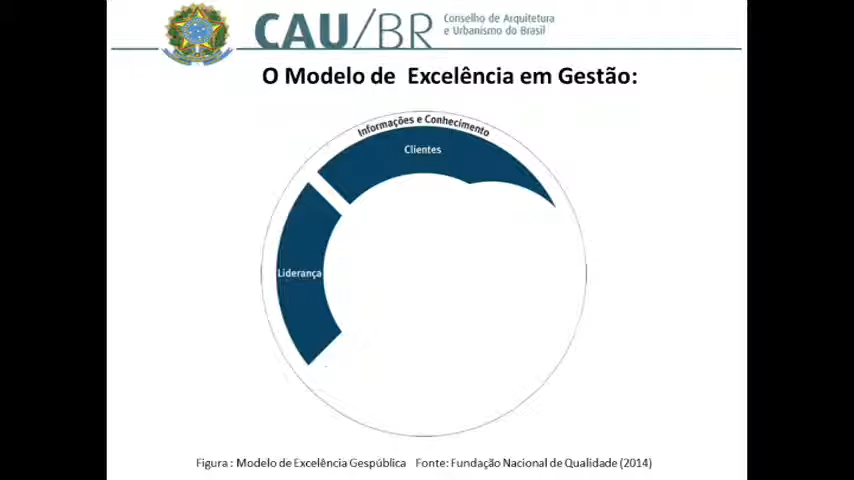 CAU/BR
Conselho de Arquitetura
e Urbanismo do Brasil
O Modelo de Excelência em Gestão:
Informações e Conhecimento
Clientes
Liderança
Figura : Modelo de Excelência Gespública Fonte: Fundação Nacional de Qualidade (2014)